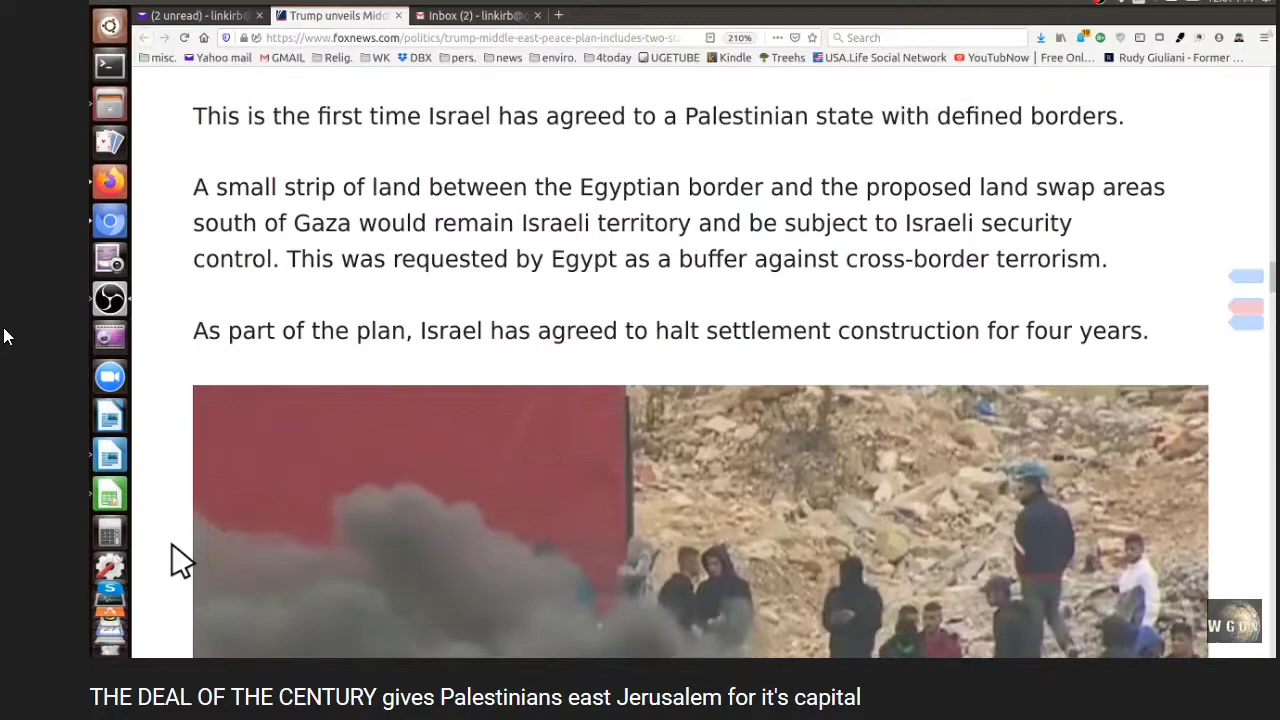 (2 unread) - linkirb@
Trump unveils Midd
Inbox (2) - linkirb@
https://www.foxnews.com/politics/trump-middle-east-peace-plan-includes-two-s
210%
Search
misc. Yahoo mail GMAIL Relig. WK DBX pers. news enviro. 4today UGETUBE Kindle Treehs USA.Life Social Network YouTubNow | Free Onl... Rudy Giuliani - Former ...
This is the first time Israel has agreed to a Palestinian state with defined borders.
A small strip of land between the Egyptian border and the proposed land swap areas
south of Gaza would remain Israeli territory and be subject to Israeli security
control. This was requested by Egypt as a buffer against cross-border terrorism.
As part of the plan, Israel has agreed to halt settlement construction for four years.
W G O N
THE DEAL OF THE CENTURY gives Palestinians east Jerusalem for it's capital